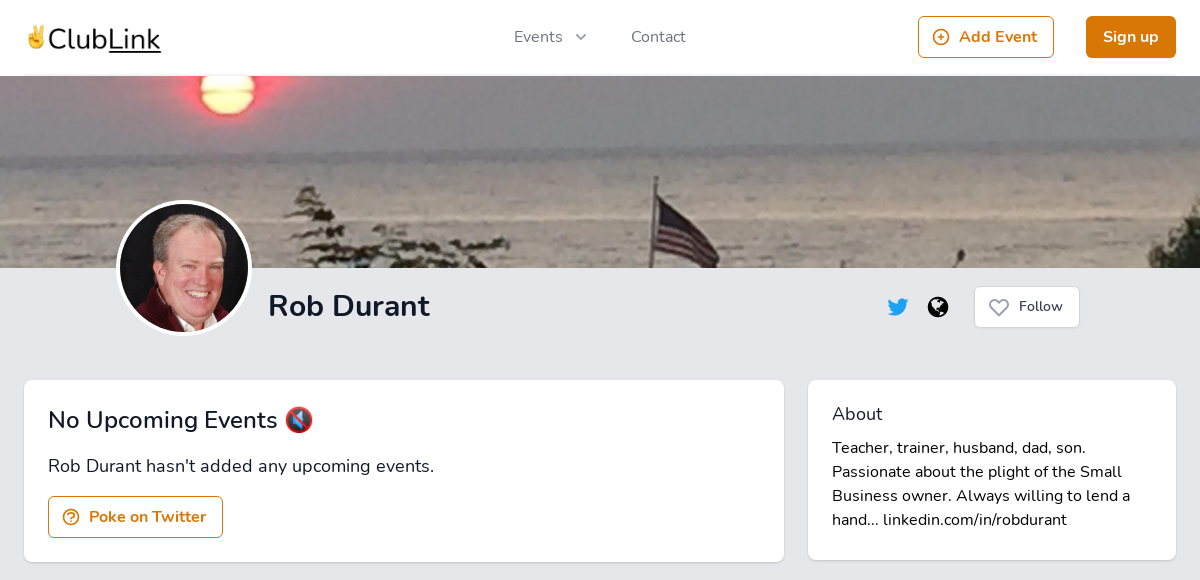 ✌️ClubLink
Events
Contact
Add Event
Sign up
Rob Durant
Follow
No Upcoming Events 🔇
Rob Durant hasn't added any upcoming events.
Poke on Twitter
About
Teacher, trainer, husband, dad, son.
Passionate about the plight of the Small
Business owner. Always willing to lend a
hand... linkedin.com/in/robdurant